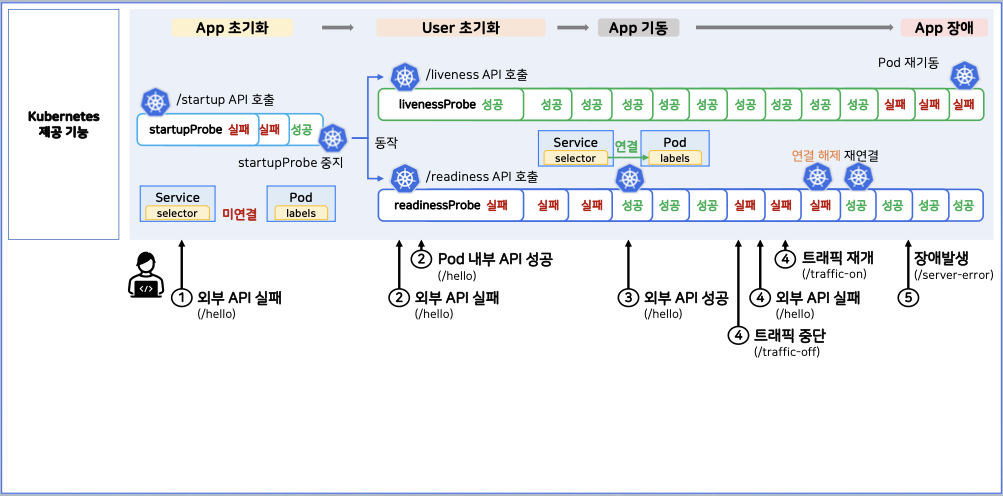 Kubernetes
제공 기능
App 초기화
User 초기화
App 기동
App 장애
/startup API 호출
startupProbe 실패 실패 성공
startupProbe 중지
동작
Service
selector
미연결
Pod
labels
/liveness API 호출
Pod 재기동
livenessProbe 성공 성공 성공 성공 성공 성공 성공 성공 성공 성공 실패 실패 실패
Service
selector
연결
Pod
labels
연결 해제 재연결
/readiness API 호출
readinessProbe 실패 실패 실패 성공 성공 성공 실패 실패 실패 성공 성공 성공 성공
1 외부 API 실패
(/hello)
2 Pod 내부 API 성공
(/hello)
2 외부 API 실패
(/hello)
3 외부 API 성공
(/hello)
4 트래픽 재개
(/traffic-on)
4 외부 API 실패
(/hello)
4 트래픽 중단
(/traffic-off)
장애발생
(/server-error)
5